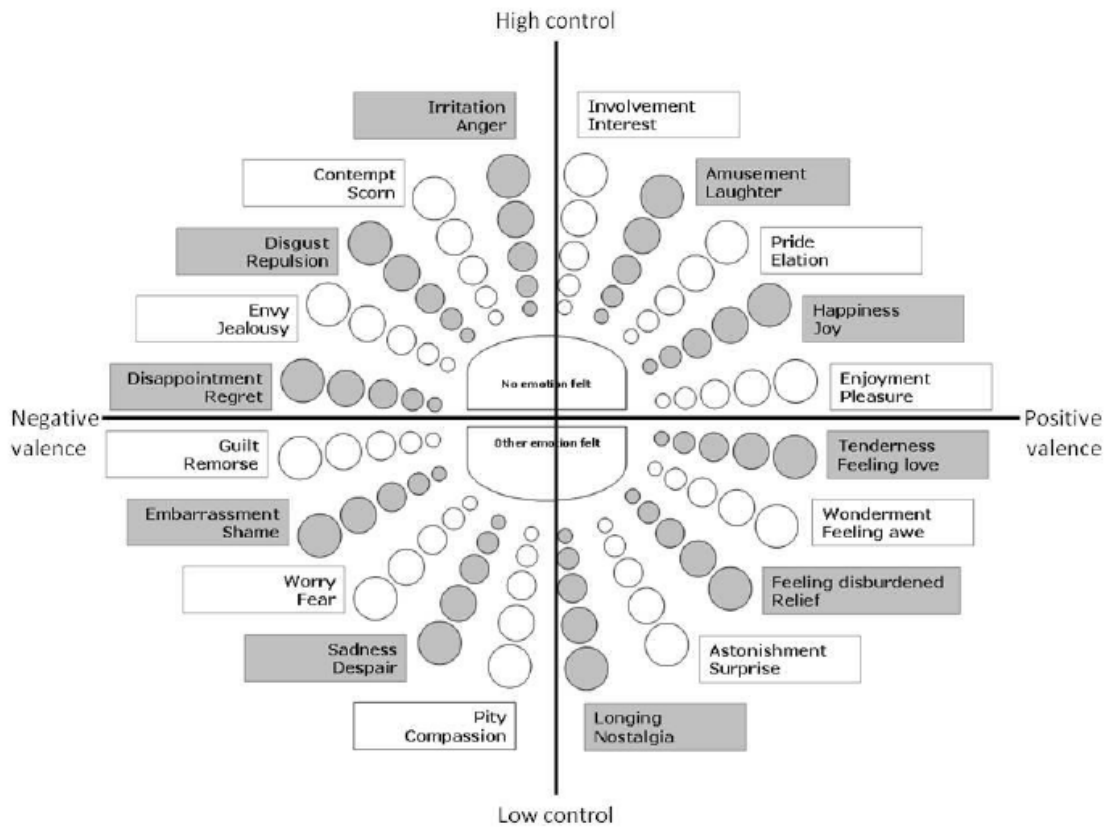 High control
Irritation
Anger
Involvement
Interest
Contempt
Scorn
Amusement
Laughter
Disgust
Repulsion
Pride
Elation
Envy
Jealousy
Happiness
Joy
Disappointment
Regret
No emotion felt
Enjoyment
Pleasure
Negative
valence
Positive
valence
Guilt
Remorse
Other emotion felt
Tenderness
Feeling love
Embarrassment
Shame
Wonderment
Feeling awe
Worry
Fear
Feeling disburdened
Relief
Sadness
Despair
Astonishment
Surprise
Pity
Compassion
Longing
Nostalgia
Low control